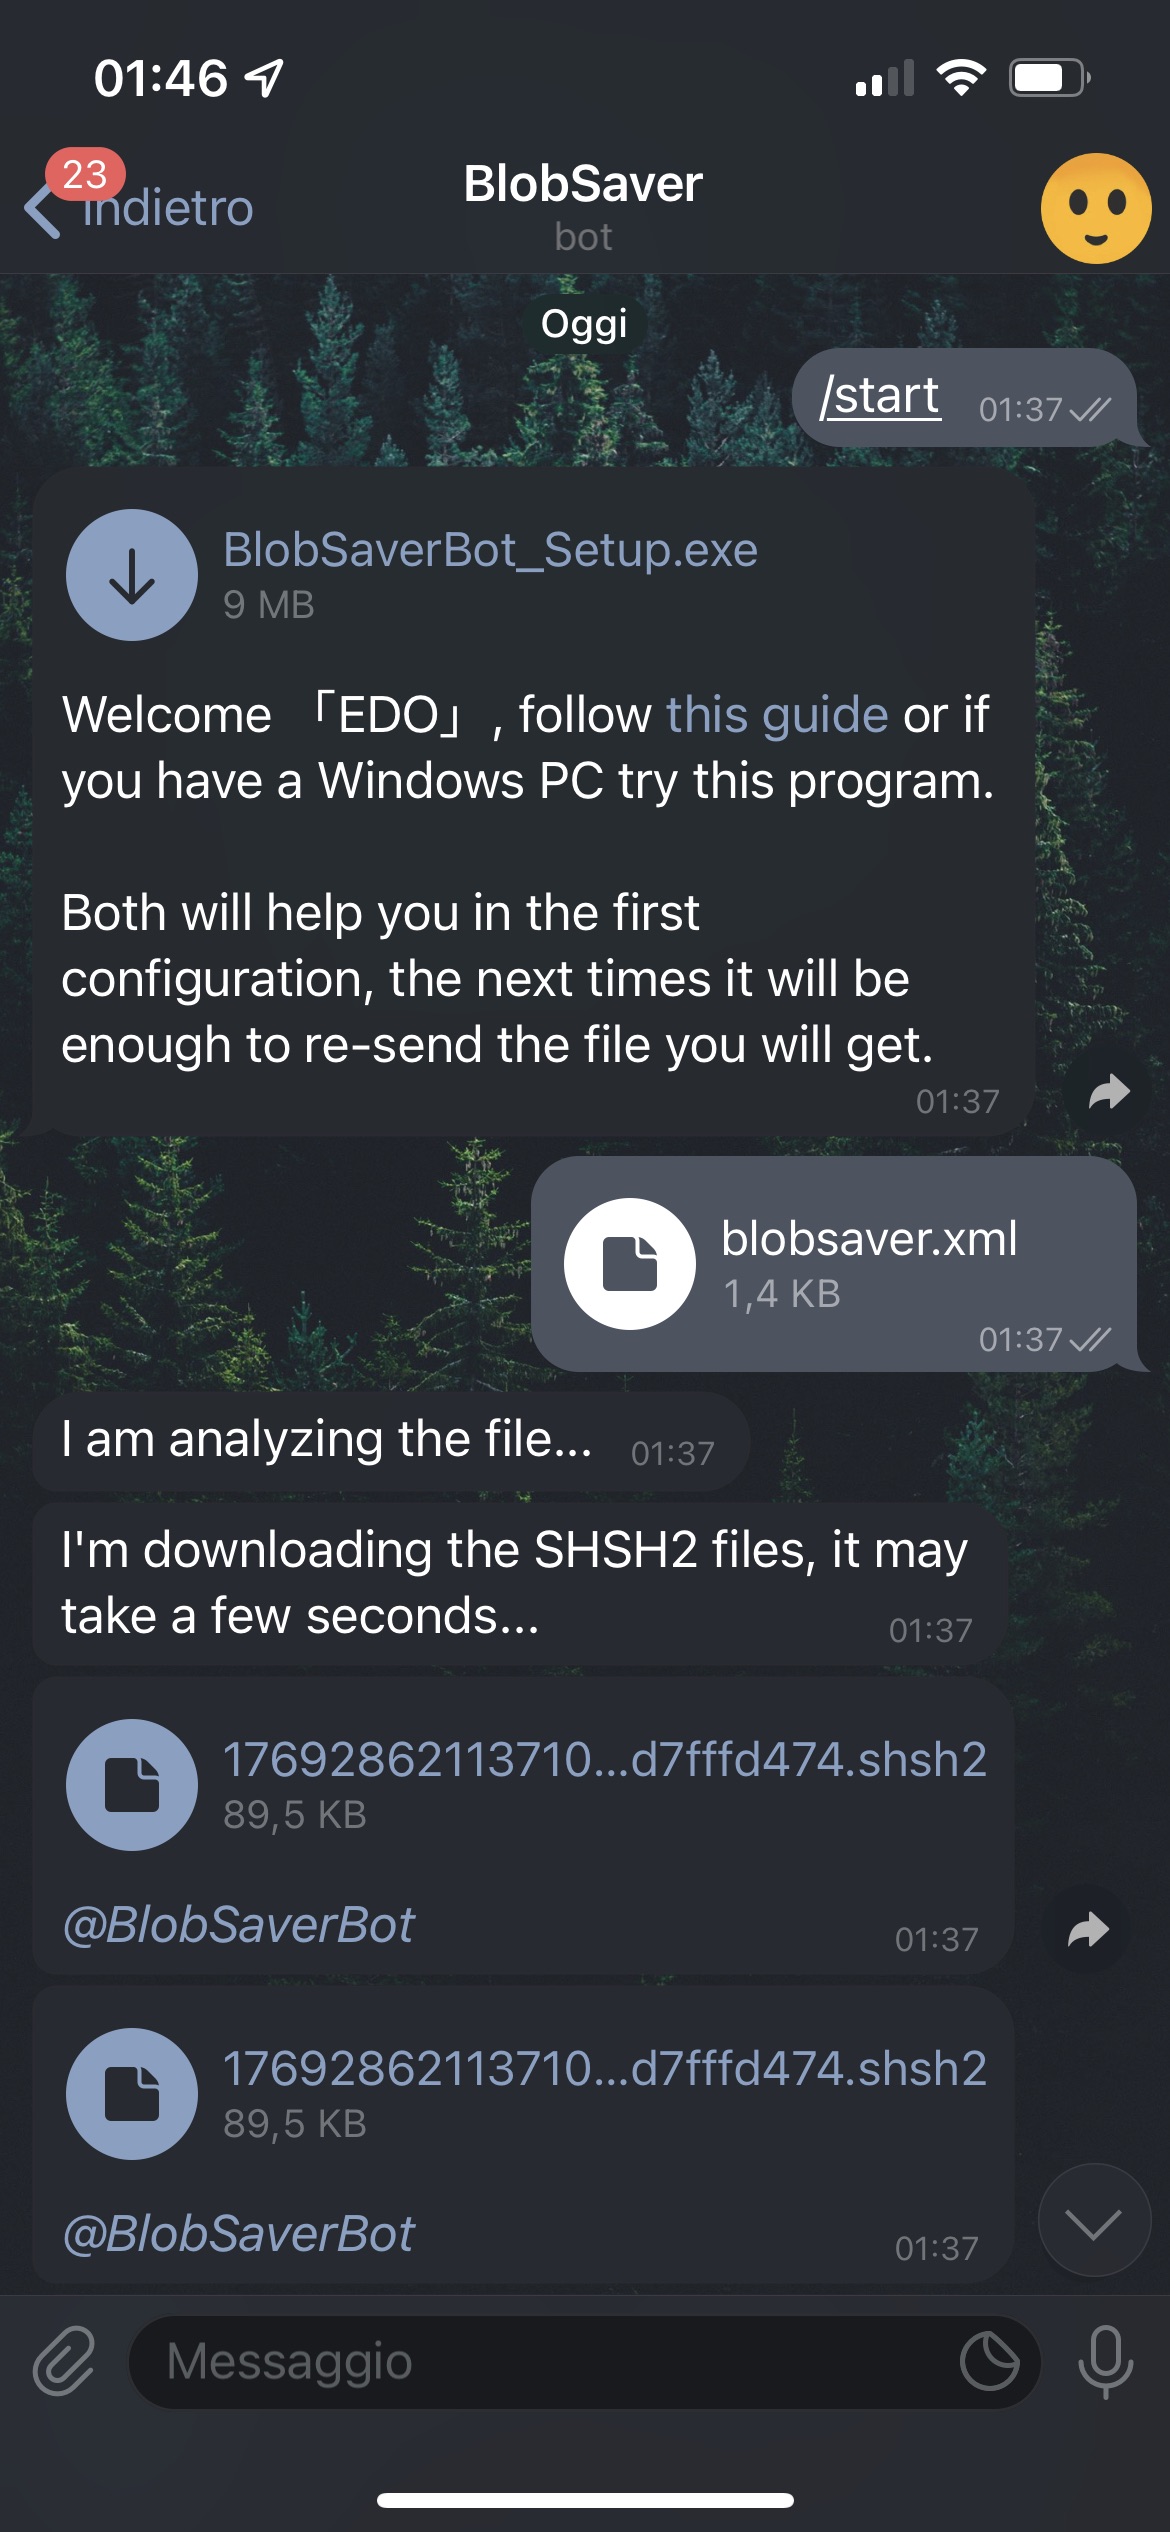 01:46
23
Indietro
BlobSaver
bot
Oggi
/start 01:37
BlobSaverBot_Setup.exe
9 MB
Welcome 「EDO」, follow this guide or if
you have a Windows PC try this program.
Both will help you in the first
configuration, the next times it will be
enough to re-send the file you will get.
01:37
blobsaver.xml
1,4 KB
01:37
I am analyzing the file... 01:37
I'm downloading the SHSH2 files, it may
take a few seconds...
01:37
17692862113710...d7fffd474.shsh2
89,5 KB
@BlobSaverBot
01:37
17692862113710...d7fffd474.shsh2
89,5 KB
@BlobSaverBot
01:37
Messaggio